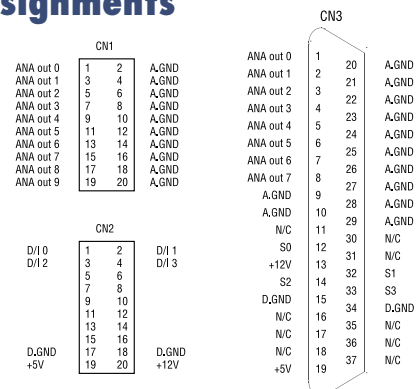 signments
CN1
ANA out 0 1 2 A.GND
ANA out 1 3 4 A.GND
ANA out 2 5 6 A.GND
ANA out 3 7 8 A.GND
ANA out 4 9 10 A.GND
ANA out 5 11 12 A.GND
ANA out 6 13 14 A.GND
ANA out 7 15 16 A.GND
ANA out 8 17 18 A.GND
ANA out 9 19 20 A.GND
CN2
D/I 0 1 2 D/I 1
D/I 2 3 4 D/I 3
5 6
7 8
9 10
11 12
13 14
15 16
D.GND 17 18 D.GND
+5V 19 20 +12V
CN3
ANA out 0 1
20 A.GND
ANA out 1 2
21 A.GND
ANA out 2 3
22 A.GND
ANA out 3 4
23 A.GND
ANA out 4 5
24 A.GND
ANA out 5 6
25 A.GND
ANA out 6 7
26 A.GND
ANA out 7 8
27 A.GND
A.GND 9
28 A.GND
A.GND 10
29 A.GND
N/C 11
30 N/C
S0 12
31 N/C
+12V 13
32 S1
S2 14
33 S3
D.GND 15
34 D.GND
N/C 16
35 N/C
N/C 17
36 N/C
N/C 18
37 N/C
+5V 19